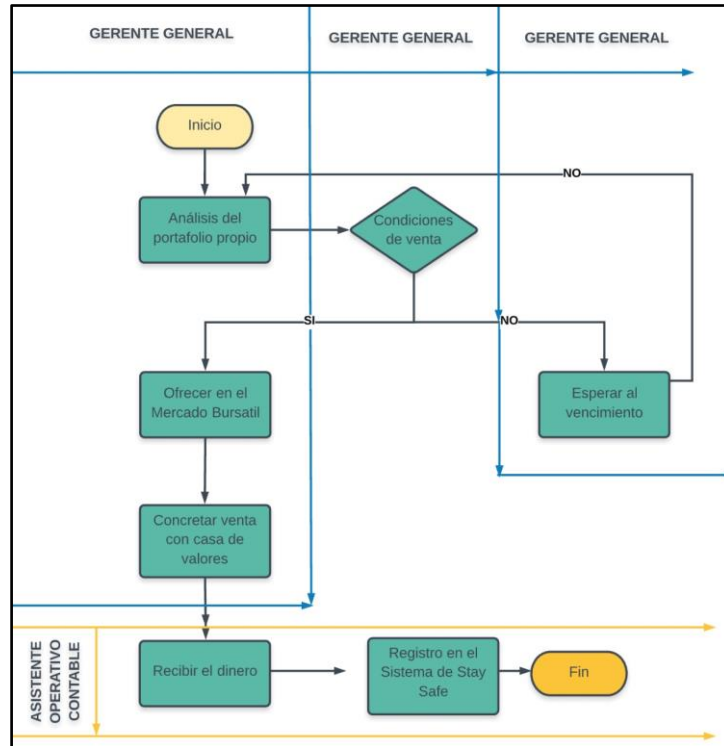 GERENTE GENERAL
GERENTE GENERAL
GERENTE GENERAL
Inicio
NO
Análisis del
portafolio propio
Condiciones
de venta
SI
NO
Ofrecer en el
Mercado Bursatil
Esperar al
vencimiento
Concretar venta
con casa de
valores
ASISTENTE
OPERATIVO
CONTABLE
Recibir el dinero
Registro en el
Sistema de Stay
Safe
Fin